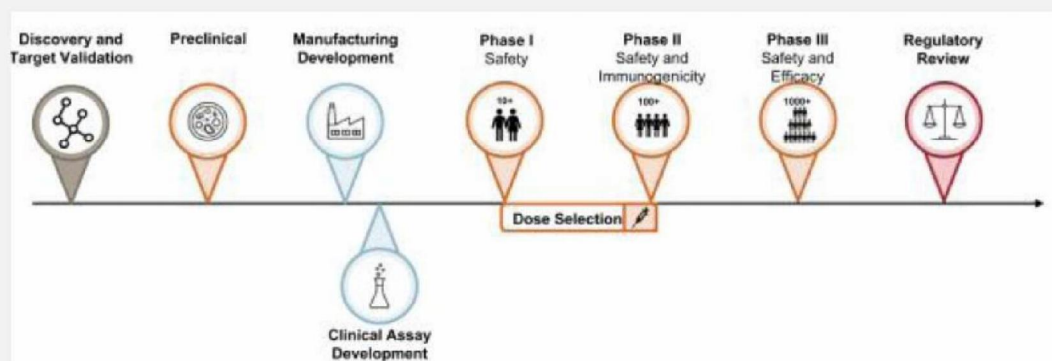 Discovery and
Target Validation
Preclinical
Manufacturing
Development
Phase I
Safety
Phase II
Safety and
Immunogenicity
Phase III
Safety and
Efficacy
Regulatory
Review
10+
100+
1000+
Dose Selection
Clinical Assay
Development